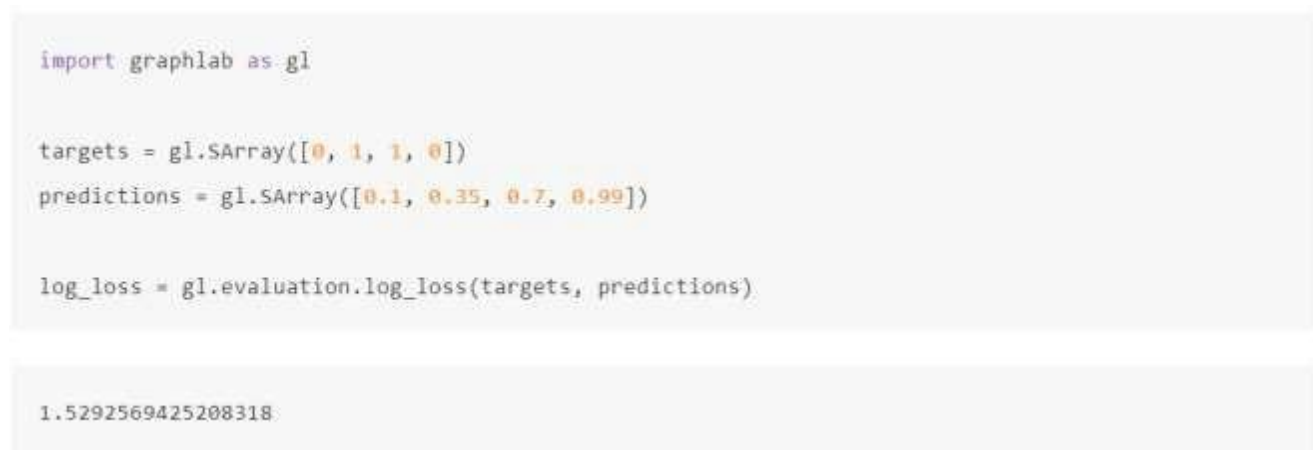 import graphlab as gl
targets = gl.SArray([0, 1, 1, 0])
predictions = gl.SArray([0.1, 0.35, 0.7, 0.99])
log_loss = gl.evaluation.log_loss(targets, predictions)
1.5292569425208318